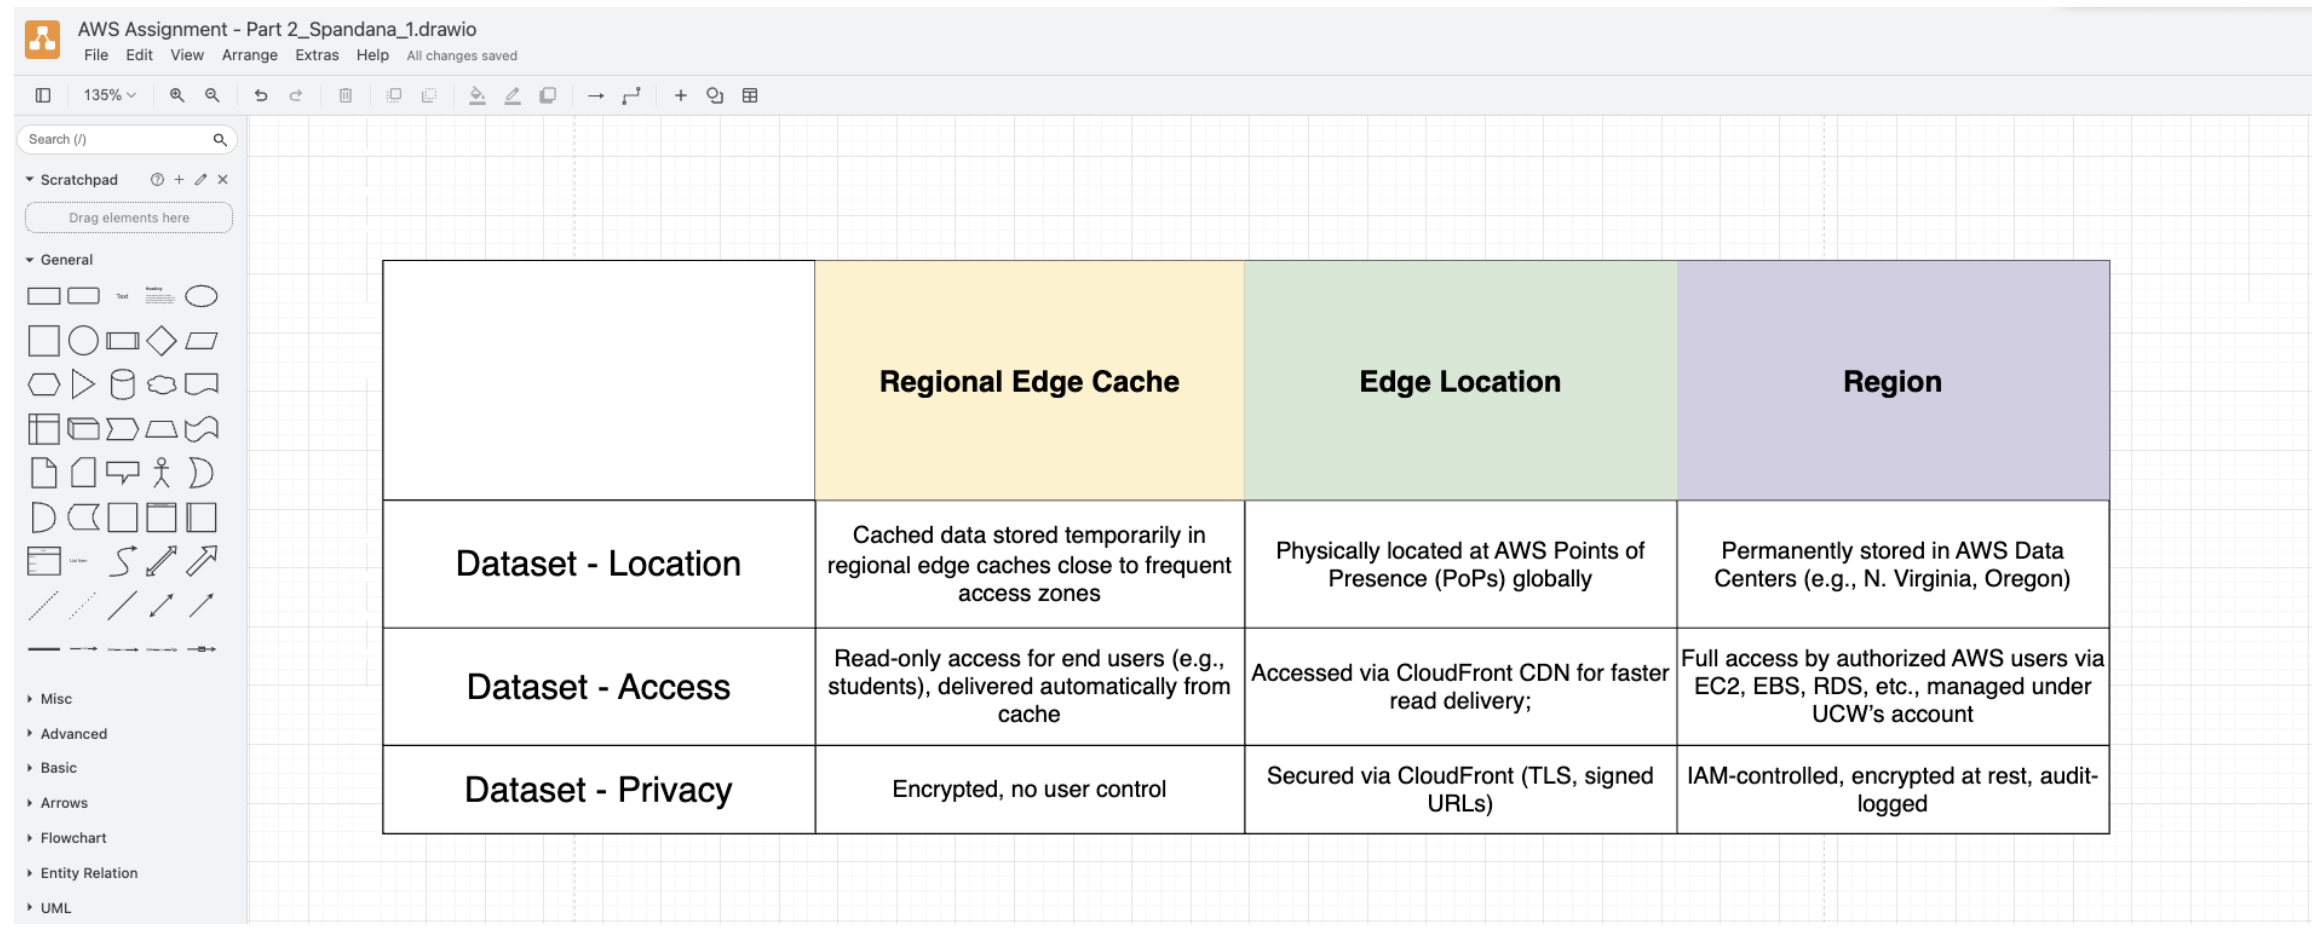 AWS Assignment - Part 2_Spandana_1.drawio
File Edit View Arrange Extras Help All changes saved
135%
Search (/)
Scratchpad
Drag elements here
General
Text
Heading
List Item
Misc
Advanced
Basic
Arrows
Flowchart
Entity Relation
UML
Regional Edge Cache
Edge Location
Region
Dataset - Location
Cached data stored temporarily in
regional edge caches close to frequent
access zones
Physically located at AWS Points of
Presence (PoPs) globally
Permanently stored in AWS Data
Centers (e.g., N. Virginia, Oregon)
Dataset - Access
Read-only access for end users (e.g.,
students), delivered automatically from
cache
Accessed via CloudFront CDN for faster
read delivery;
Full access by authorized AWS users via
EC2, EBS, RDS, etc., managed under
UCW’s account
Dataset - Privacy
Encrypted, no user control
Secured via CloudFront (TLS, signed
URLs)
IAM-controlled, encrypted at rest, audit-
logged